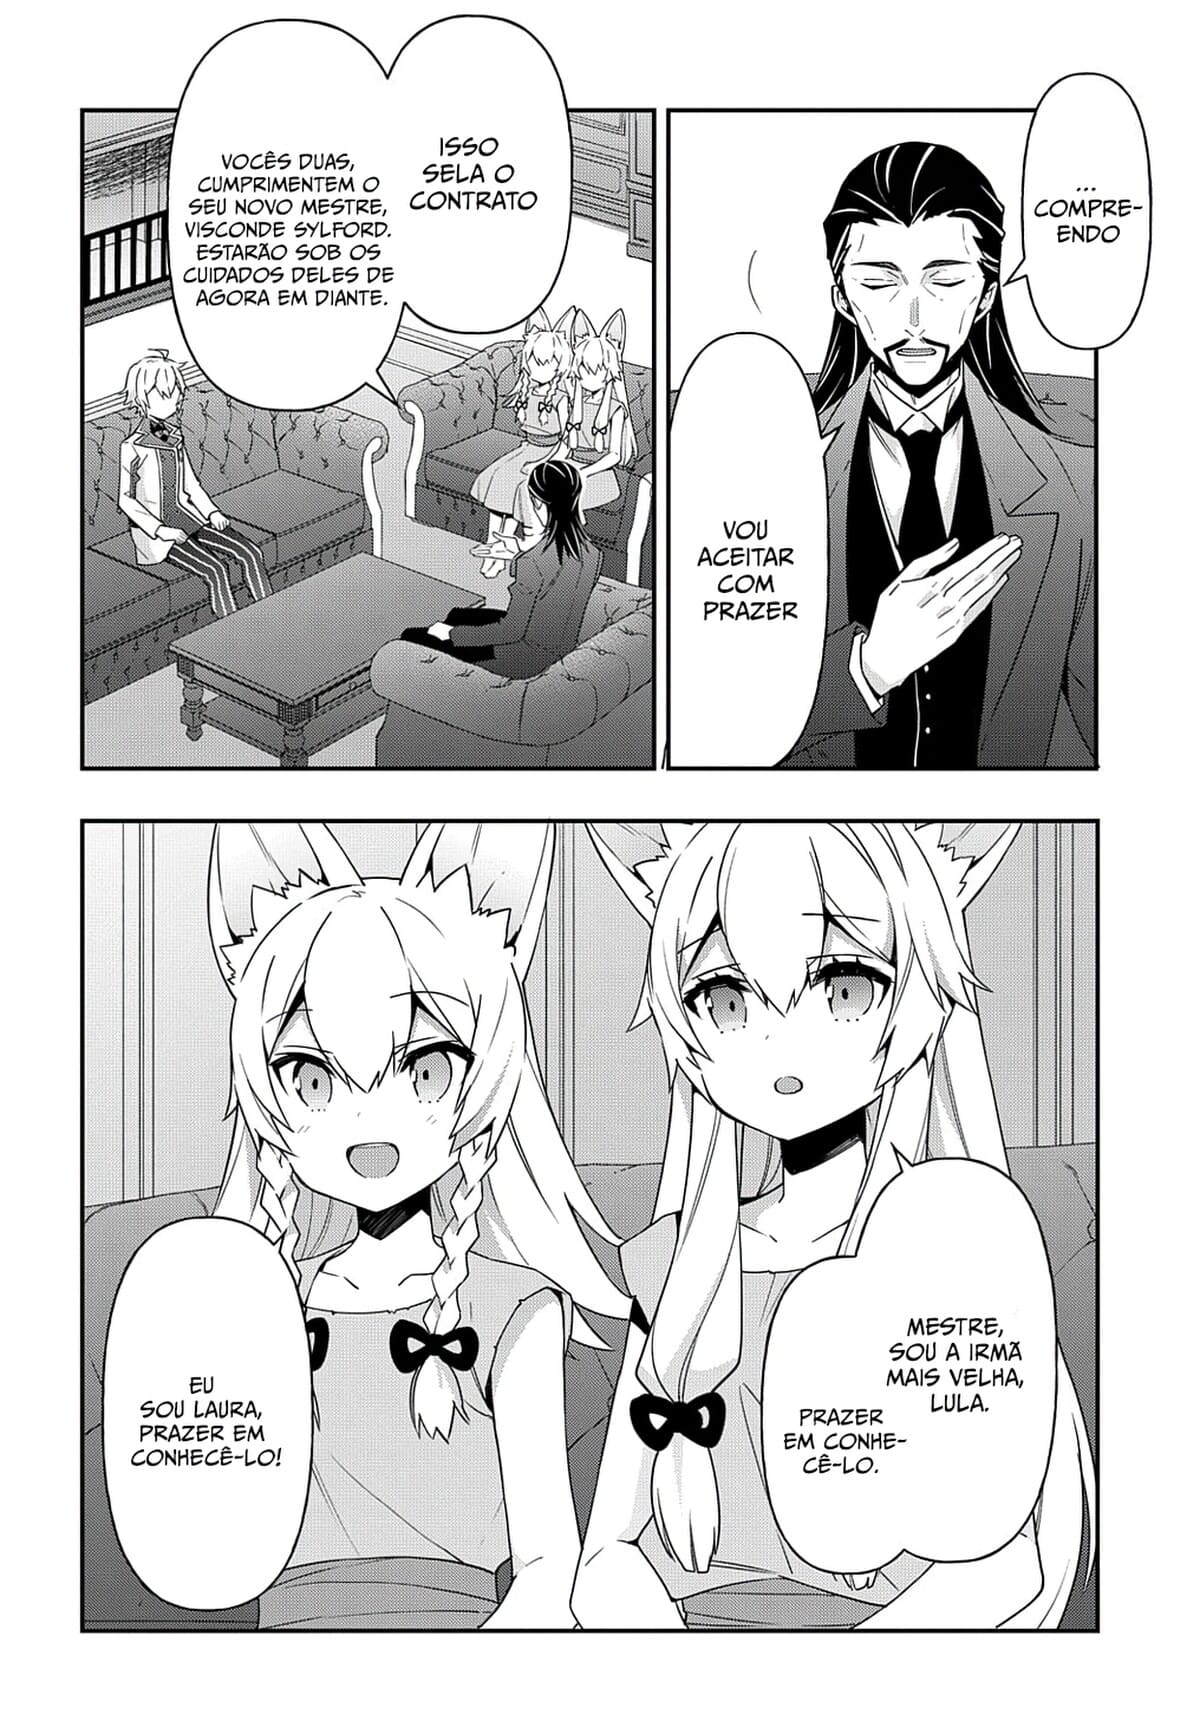 ...
COMPRE-
ENDO
VOU
ACEITAR
COM
PRAZER
ISSO
SELA O
CONTRATO
VOCÊS DUAS,
CUMPRIMENTEM O
SEU NOVO MESTRE,
VISCONDE SYLFORD.
ESTARÃO SOB OS
CUIDADOS DELES DE
AGORA EM DIANTE.
MESTRE,
SOU A IRMÃ
MAIS VELHA,
LULA.
PRAZER
EM CONHE-
CÊ-LO.
EU
SOU LAURA,
PRAZER EM
CONHECÊ-LO!